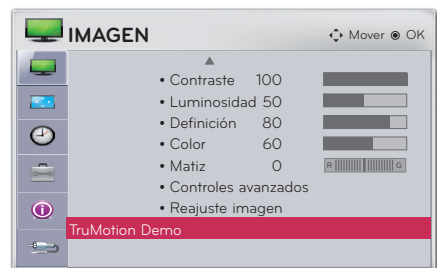 IMAGEN Mover OK
• Contraste 100
• Luminosidad 50
• Definición 80
• Color 60
• Matiz 0 R G
• Controles avanzados
• Reajuste imagen
TruMotion Demo